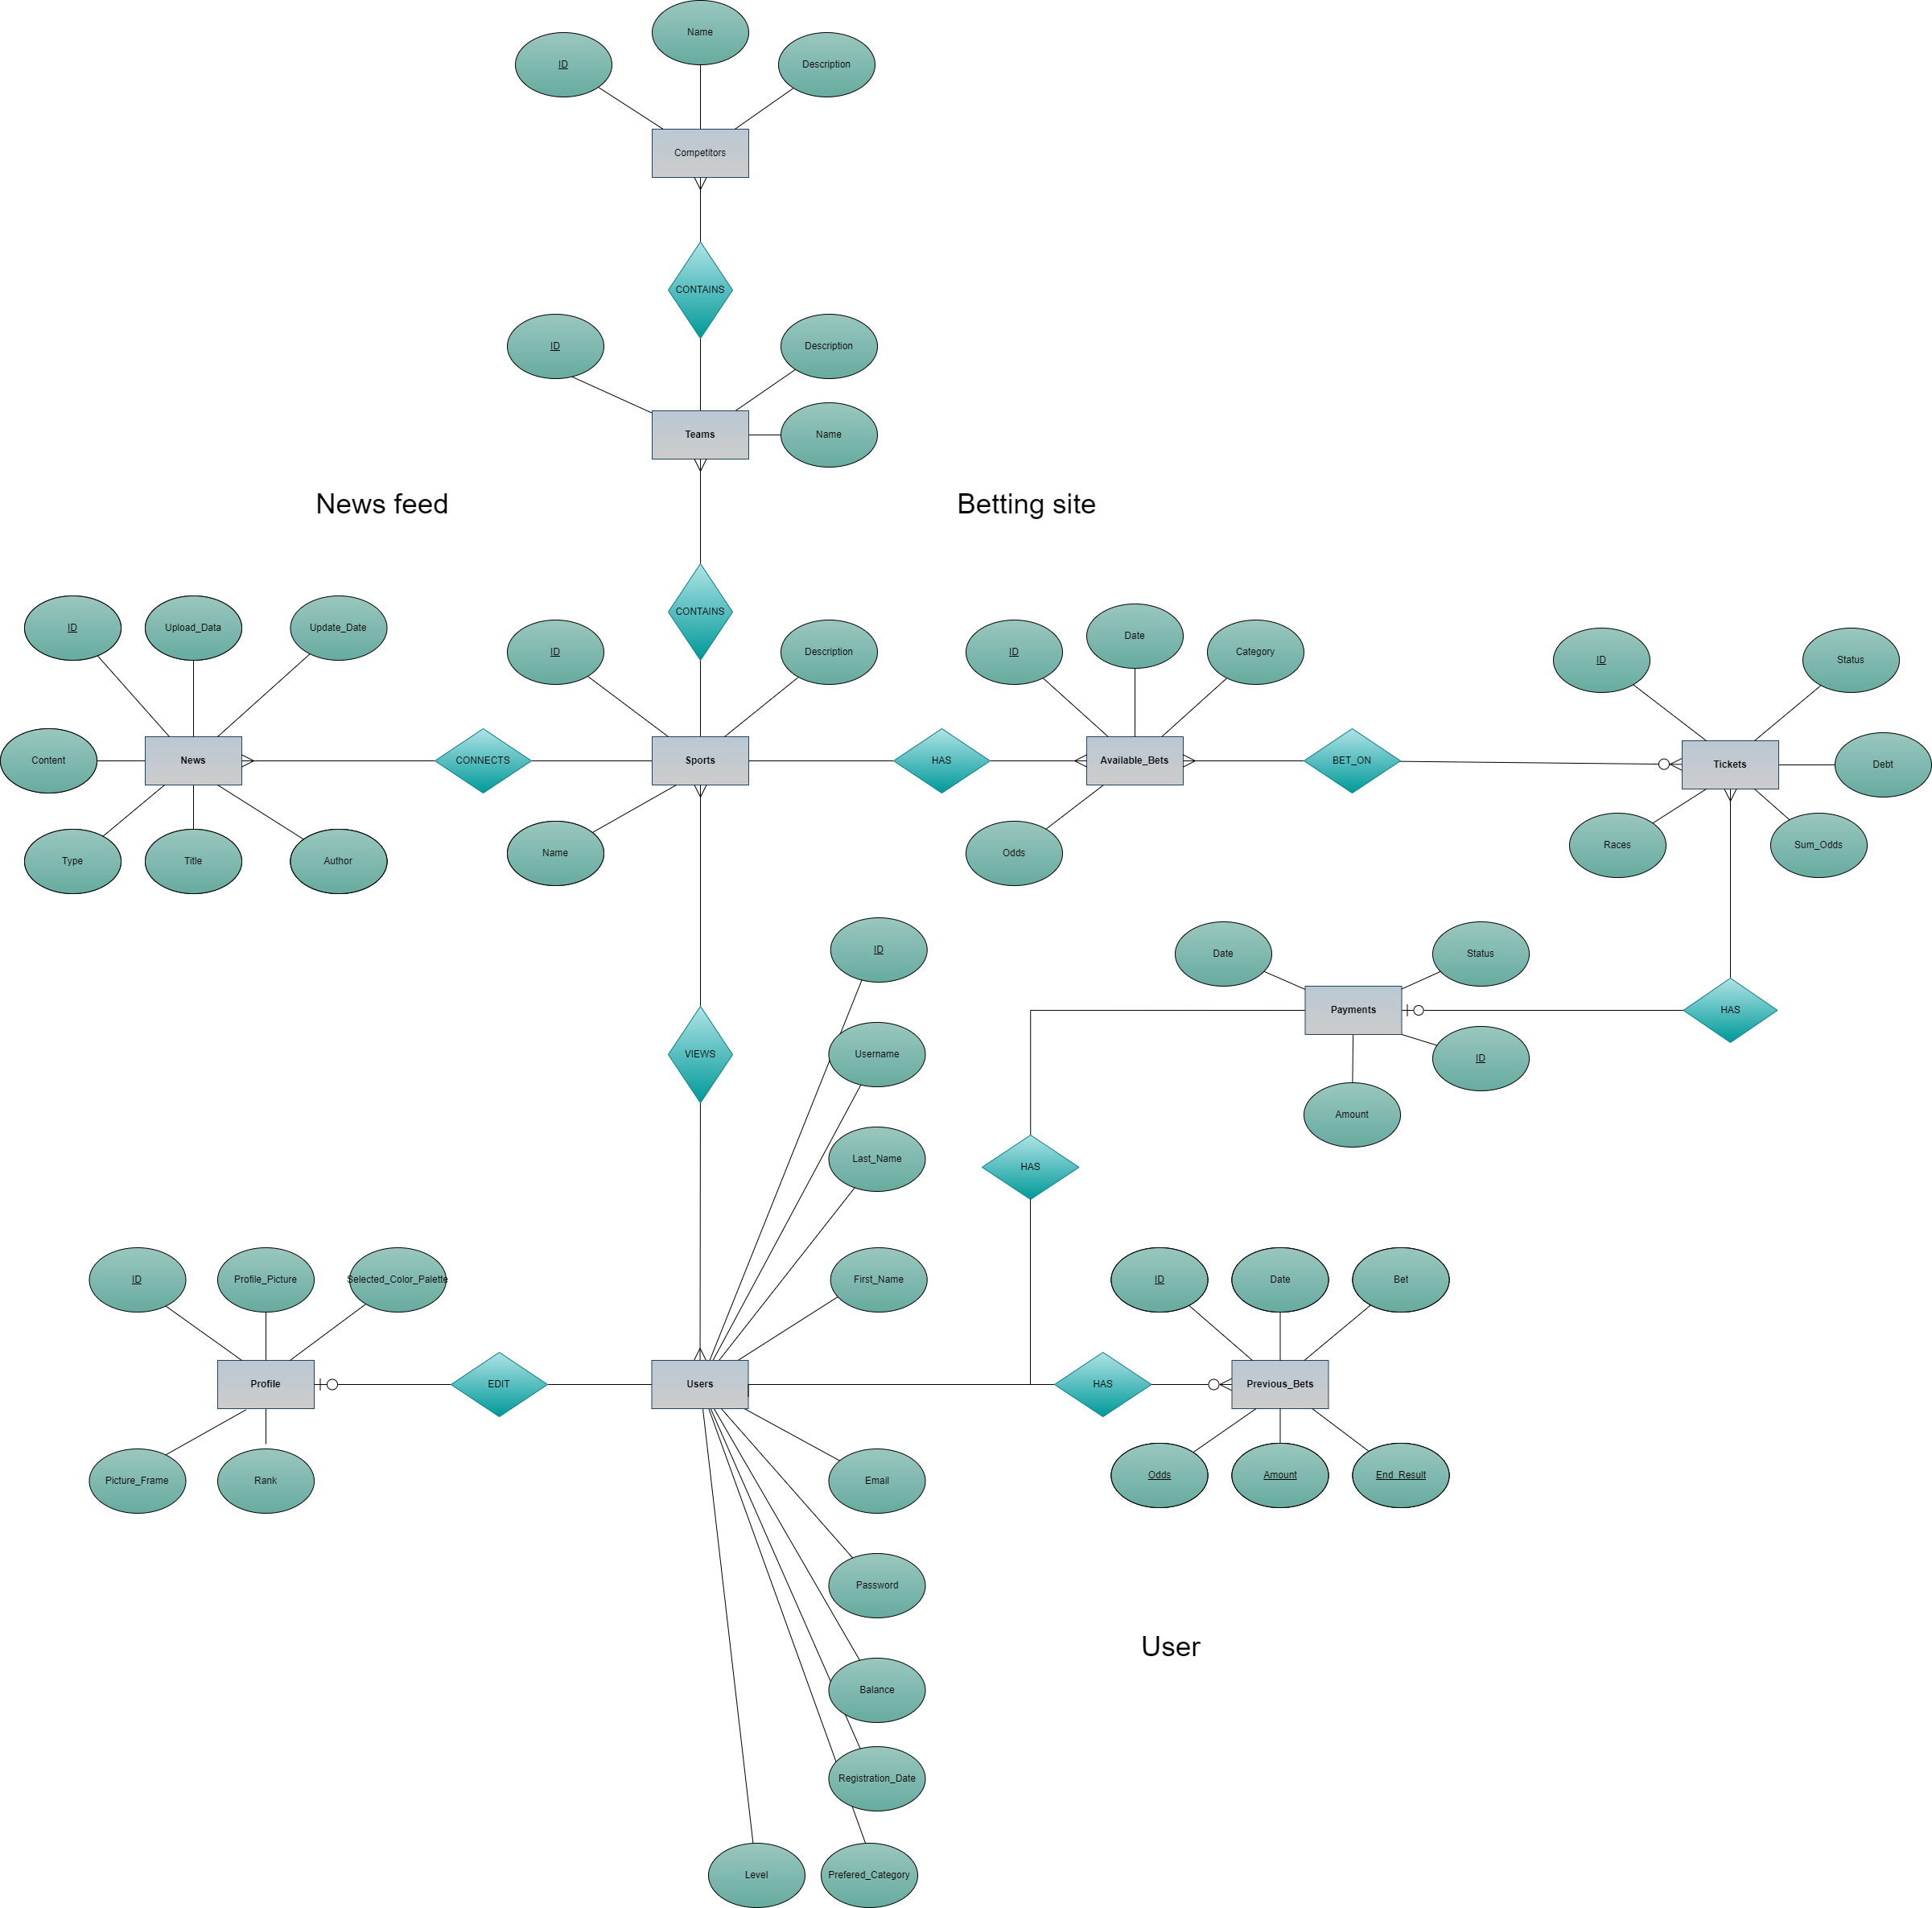 Name
ID
Description
Competitors
CONTAINS
ID
Description
Teams
Name
News feed
Betting site
CONTAINS
ID
Upload_Data
Update_Date
ID
Description
ID
Date
Category
ID
Status
Content
News
CONNECTS
Sports
HAS
Available_Bets
BET_ON
Tickets
Debt
Type
Title
Author
Name
Odds
Races
Sum_Odds
ID
Date
Status
VIEWS
Username
Payments
HAS
ID
Amount
Last_Name
HAS
ID
Profile_Picture
Selected_Color_Palette
First_Name
ID
Date
Bet
Profile
EDIT
Users
HAS
Previous_Bets
Picture_Frame
Rank
Email
Odds
Amount
End_Result
Password
User
Balance
Registration_Date
Level
Prefered_Category